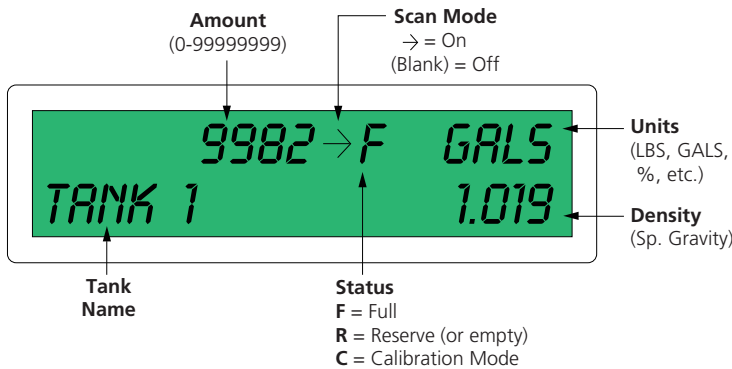 Amount
(0-99999999)
Scan Mode
→ = On
(Blank) = Off
9982 → F GALS
TANK 1 1.019
Units
(LBS, GALS,
%, etc.)
Density
(Sp. Gravity)
Tank
Name
Status
F = Full
R = Reserve (or empty)
C = Calibration Mode